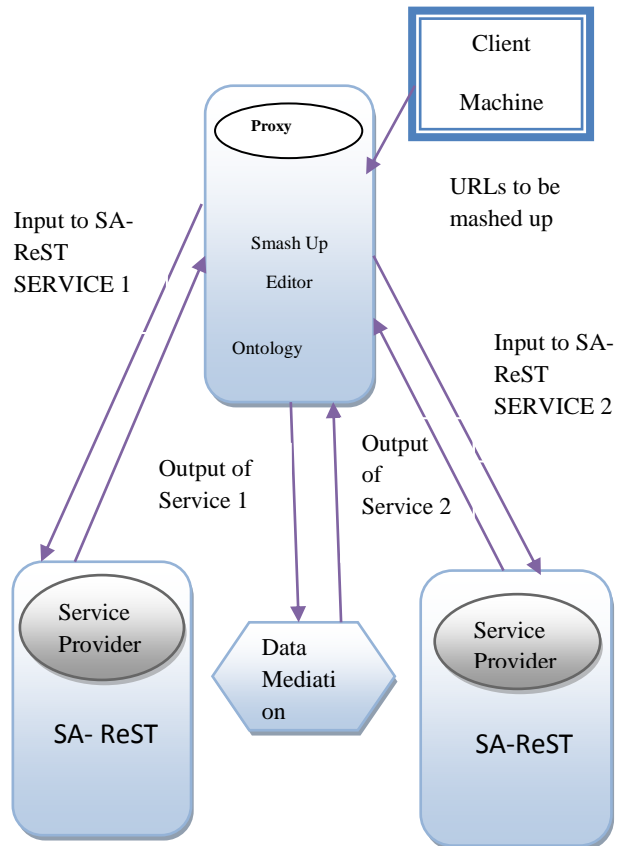 Client
Machine
Proxy
URLs to be
mashed up
Input to SA-
ReST
SERVICE 1
Smash Up
Editor
Ontology
Input to SA-
ReST
SERVICE 2
Output of
Service 1
Output
of
Service 2
Service
Provider
SA- ReST
Data
Mediati
on
Service
Provider
SA-ReST